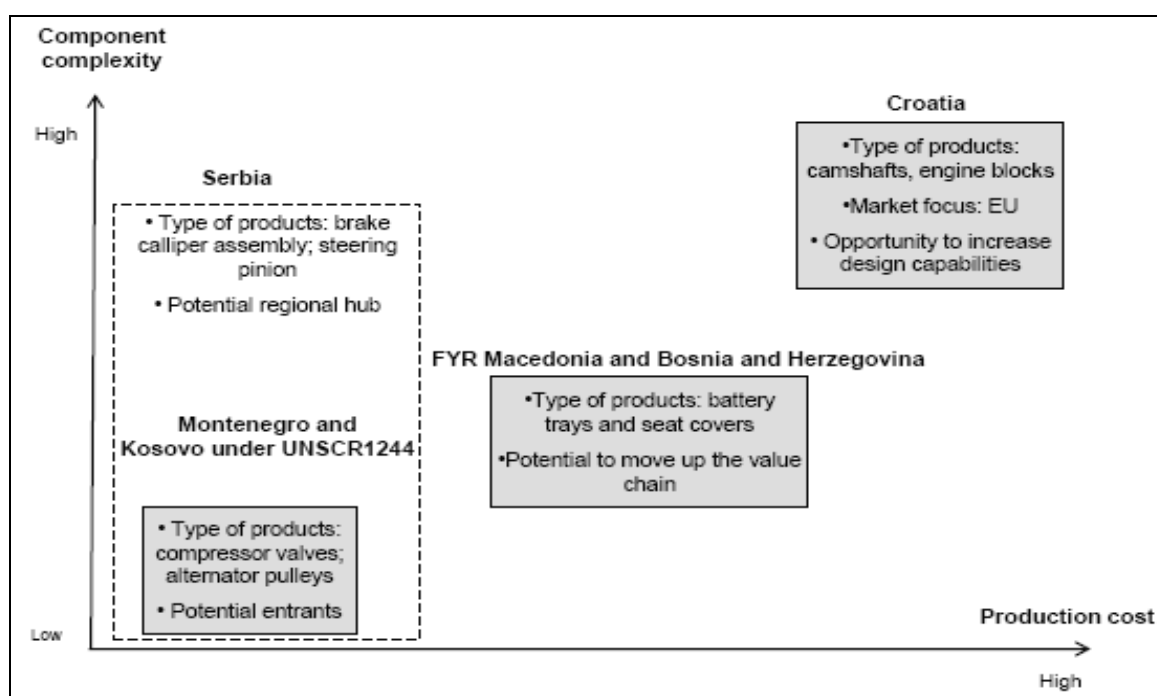 Component
complexity
High
Croatia
•Type of products:
camshafts, engine blocks
•Market focus: EU
• Opportunity to increase
design capabilities
Serbia
• Type of products: brake
calliper assembly; steering
pinion
• Potential regional hub
FYR Macedonia and Bosnia and Herzegovina
•Type of products: battery
trays and seat covers
•Potential to move up the value
chain
Montenegro and
Kosovo under UNSCR1244
• Type of products:
compressor valves;
alternator pulleys
• Potential entrants
Low
Production cost
High